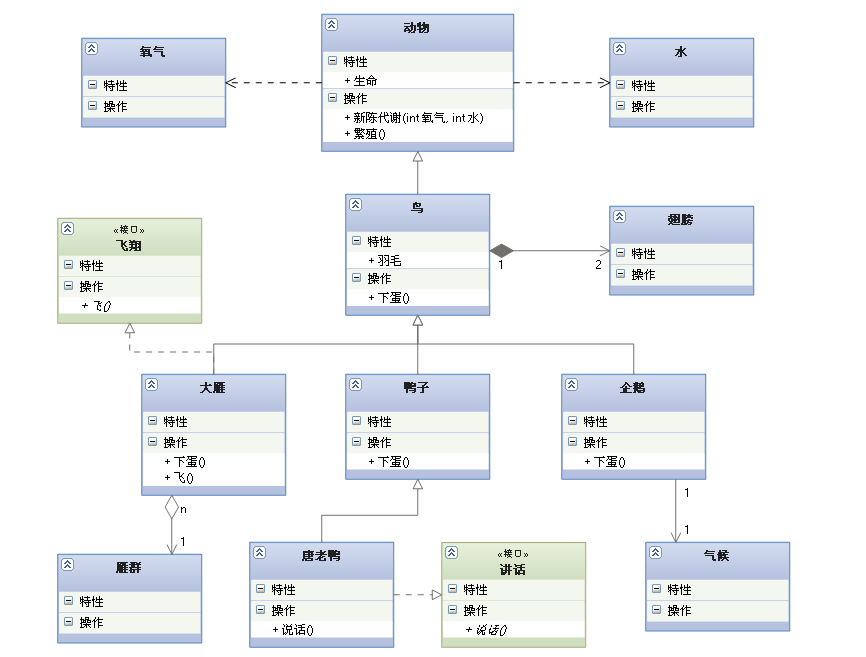 动物
特性
+ 生命
操作
+ 新陈代谢(int 氧气, int 水)
+ 繁殖()
氧气
特性
操作
水
特性
操作
鸟
特性
+ 羽毛
操作
+ 下蛋()
1
2
翅膀
特性
操作
«接口»
飞翔
特性
操作
+ 飞()
大雁
特性
操作
+ 下蛋()
+ 飞()
鸭子
特性
操作
+ 下蛋()
企鹅
特性
操作
+ 下蛋()
n
1
1
1
雁群
特性
操作
唐老鸭
特性
操作
+ 说话()
«接口»
讲话
特性
操作
+ 说话()
气候
特性
操作